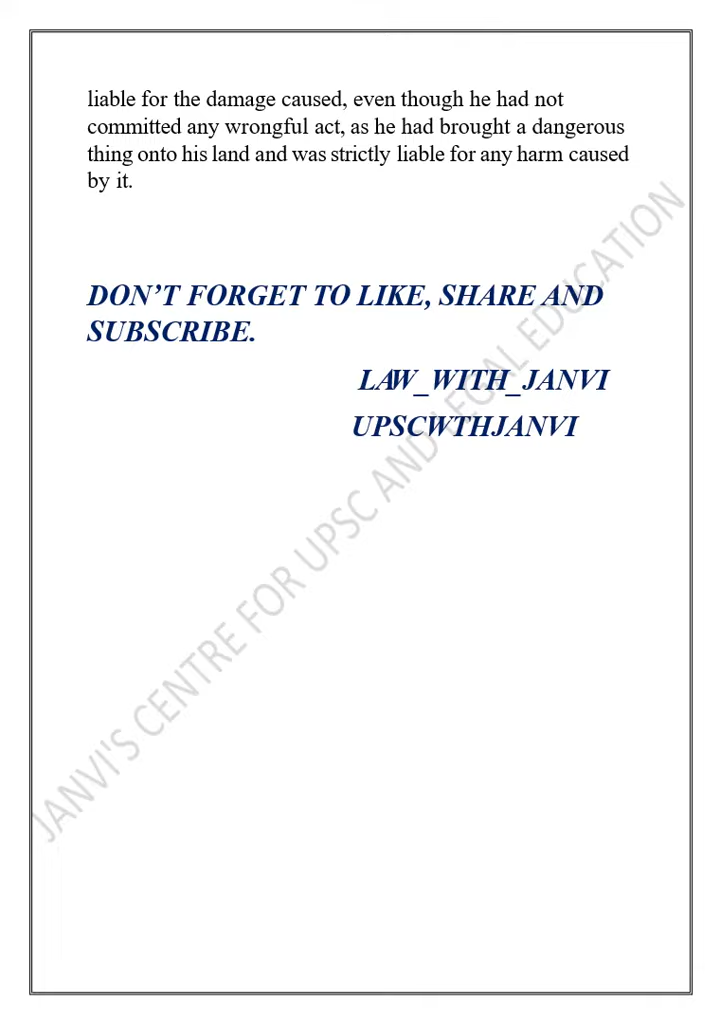 liable for the damage caused, even though he had not
committed any wrongful act, as he had brought a dangerous
thing onto his land and was strictly liable for any harm caused
by it.
DON’T FORGET TO LIKE, SHARE AND
SUBSCRIBE.
LAW_WITH_JANVI
UPSCWTHJANVI
JANVI'S CENTRE FOR UPSC AND LEGAL EDUCATION